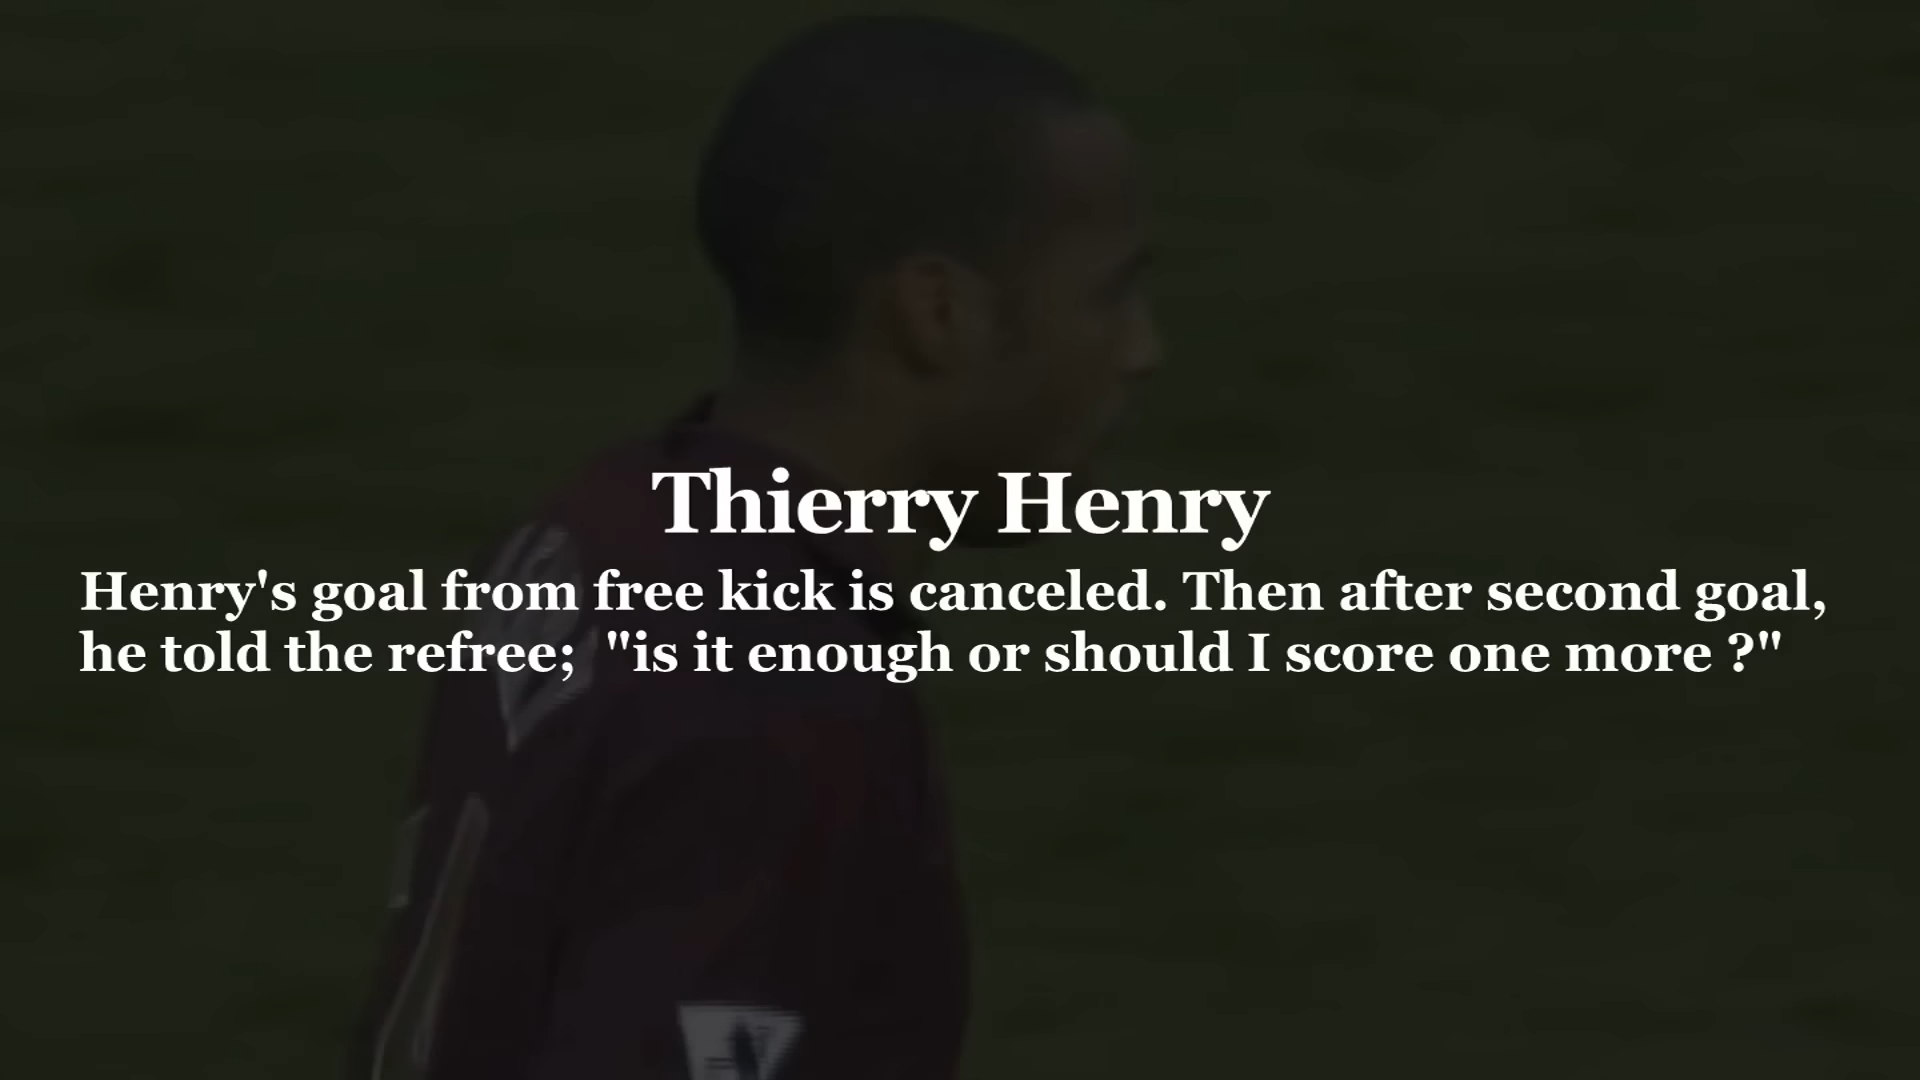 Thierry Henry
Henry's goal from free kick is canceled. Then after second goal,
he told the refree;  "is it enough or should I score one more ?"